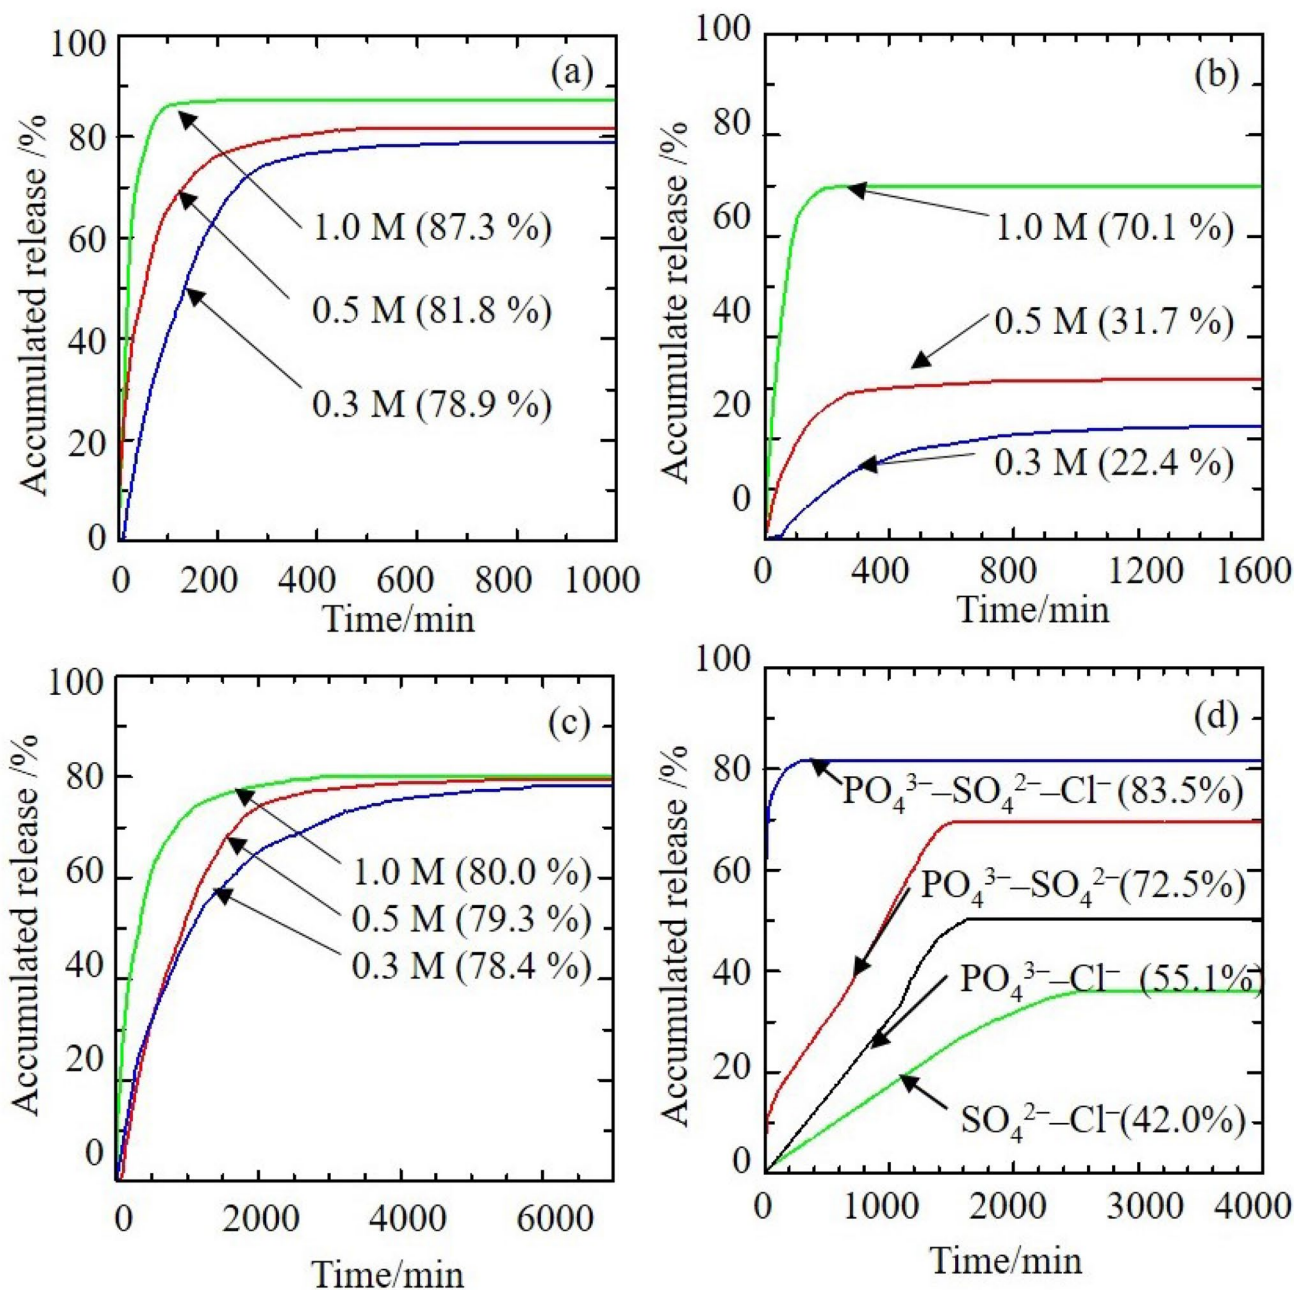 (a)
Accumulated release /%
100
80
60
40
20
0
1.0 M (87.3 %)
0.5 M (81.8 %)
0.3 M (78.9 %)
0 200 400 600 800 1000
Time/min
(b)
Accumulate release /%
100
80
60
40
20
0
1.0 M (70.1 %)
0.5 M (31.7 %)
0.3 M (22.4 %)
0 400 800 1200 1600
Time/min
(c)
Accumulated release /%
100
80
60
40
20
0
1.0 M (80.0 %)
0.5 M (79.3 %)
0.3 M (78.4 %)
0 2000 4000 6000
Time/min
(d)
Accumulated release /%
100
80
60
40
20
0
PO₄³⁻–SO₄²⁻–Cl⁻(83.5%)
PO₄³⁻–SO₄²⁻(72.5%)
PO₄³⁻–Cl⁻ (55.1%)
SO₄²⁻–Cl⁻(42.0%)
0 1000 2000 3000 4000
Time/min